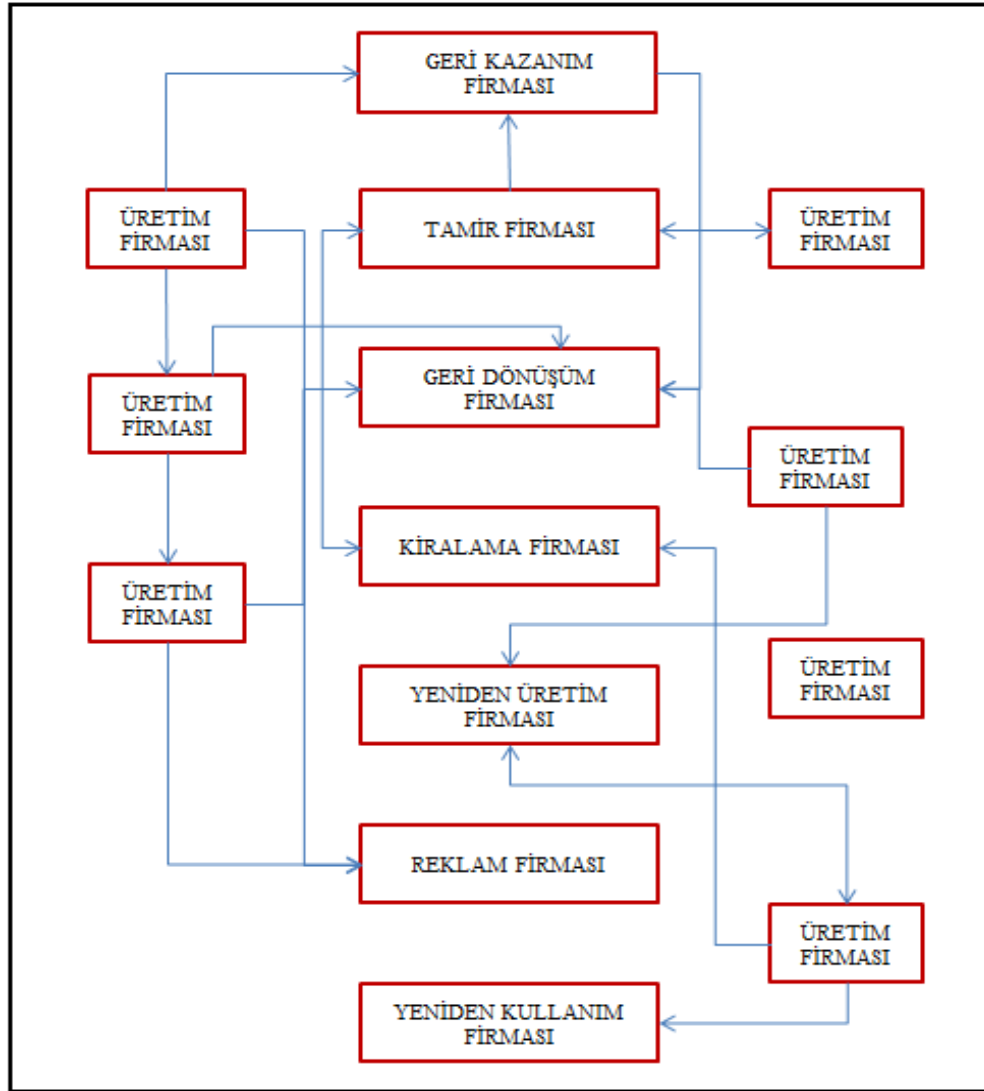 GERİ KAZANIM
FİRMASI
ÜRETİM
FİRMASI
TAMİR FİRMASI
ÜRETİM
FİRMASI
ÜRETİM
FİRMASI
GERİ DÖNÜŞÜM
FİRMASI
ÜRETİM
FİRMASI
KİRALAMA FİRMASI
ÜRETİM
FİRMASI
YENİDEN ÜRETİM
FİRMASI
ÜRETİM
FİRMASI
REKLAM FİRMASI
ÜRETİM
FİRMASI
YENİDEN KULLANIM
FİRMASI